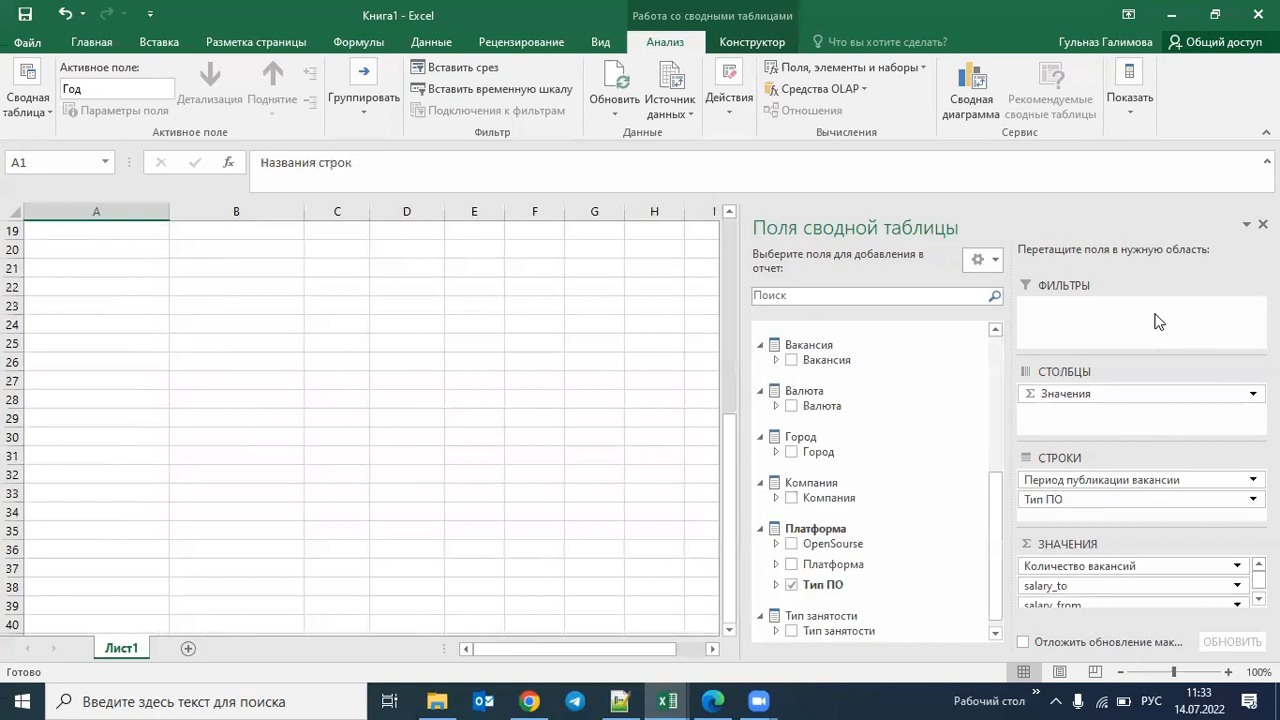 Книга1 - Excel
Работа со сводными таблицами
Файл
Главная
Вставка
Разметка страницы
Формулы
Данные
Рецензирование
Вид
Анализ
Конструктор
Что вы хотите сделать?
Гульназ Галимова
Общий доступ
Сводная таблица
Активное поле:
Год
Параметры поля
Детализация
Поднятие
Активное поле
Группировать
Вставить срез
Вставить временную шкалу
Подключения к фильтрам
Фильтр
Обновить
Источник данных
Данные
Действия
Поля, элементы и наборы
Средства OLAP
Отношения
Вычисления
Сводная диаграмма
Рекомендуемые сводные таблицы
Сервис
Показать
A1
fx
Названия строк
A B C D E F G H I
19
20
21
22
23
24
25
26
27
28
29
30
31
32
33
34
35
36
37
38
39
40
Поля сводной таблицы
Выберите поля для добавления в
отчет:
Поиск
Вакансия
Вакансия
Валюта
Валюта
Город
Город
Компания
Компания
Платформа
OpenSourse
Платформа
Тип ПО
Тип занятости
Тип занятости
Перетащите поля в нужную область:
ФИЛЬТРЫ
СТОЛБЦЫ
Σ Значения
СТРОКИ
Период публикации вакансии
Тип ПО
Σ ЗНАЧЕНИЯ
Количество вакансий
salary_to
salary_from
Отложить обновление мак...
ОБНОВИТЬ
Лист1
Готово
100%
Введите здесь текст для поиска
Рабочий стол
РУС
11:33
14.07.2022